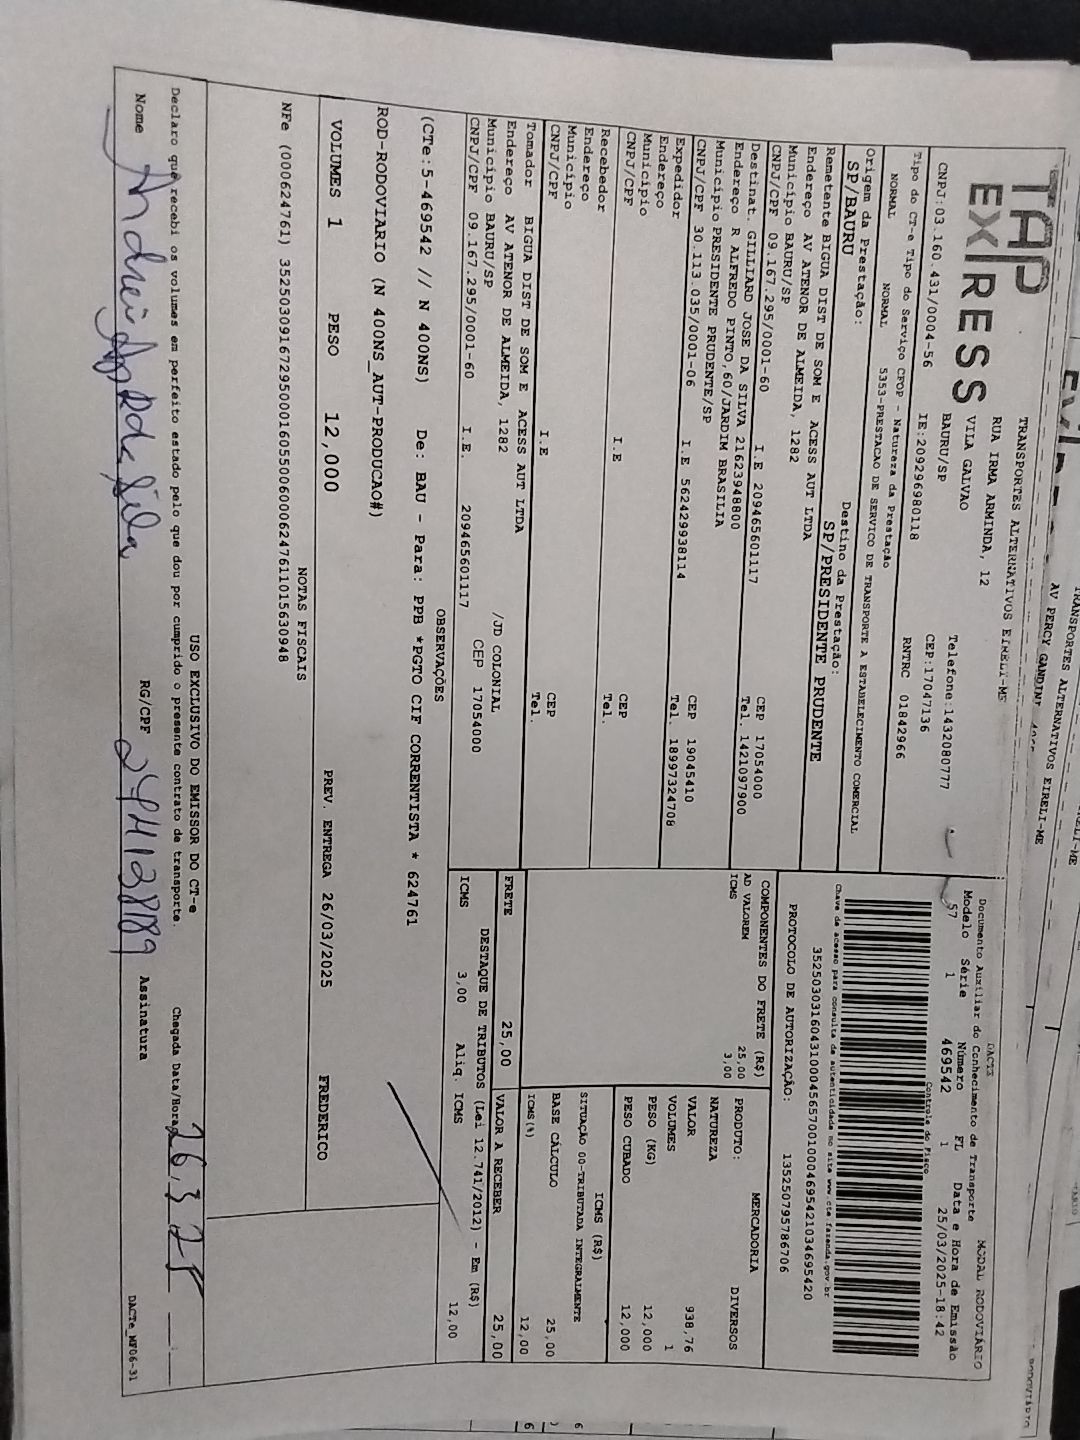 TAP
EXPRESS
TRANSPORTES ALTERNATIVOS EIRELI-ME
RUA IRMA ARMINDA, 12
VILA GALVAO
BAURU/SP
Telefone:1432080777
CEP:17047136
CNPJ:03.160.431/0004-56 IE:209296980118 RNTRC 01842966
Tipo do CT-e Tipo do Serviço CFOP - Natureza da Prestação
NORMAL NORMAL 5353-PRESTACAO DE SERVICO DE TRANSPORTE A ESTABELECIMENTO COMERCIAL
Origem da Prestação: Destino da Prestação:
SP/BAURU SP/PRESIDENTE PRUDENTE
Remetente BIGUA DIST DE SOM E ACESS AUT LTDA
Endereço AV ATENOR DE ALMEIDA, 1282
Município BAURU/SP CEP 17054000
CNPJ/CPF 09.167.295/0001-60 I.E 209465601117 Tel. 1421097900
Destinat. GILLIARD JOSE DA SILVA 21623948800
Endereço R ALFREDO PINTO,60/JARDIM BRASILIA
Município PRESIDENTE PRUDENTE/SP CEP 19045410
CNPJ/CPF 30.113.035/0001-06 I.E 562429938114 Tel. 18997324708
Expedidor
Endereço
Município CEP
CNPJ/CPF I.E Tel.
Recebedor
Endereço
Município CEP
CNPJ/CPF I.E Tel.
Tomador BIGUA DIST DE SOM E ACESS AUT LTDA
Endereço AV ATENOR DE ALMEIDA, 1282 /JD COLONIAL
Município BAURU/SP CEP 17054000
CNPJ/CPF 09.167.295/0001-60 I.E. 209465601117
DACTE MODAL RODOVIÁRIO
Documento Auxiliar do Conhecimento de Transporte
Modelo Série Número FL Data e Hora de Emissão
57 1 469542 1 25/03/2025-18:42
Controle do Fisco
Chave de acesso para consulta de autenticidade no site www.cte.fazenda.gov.br
PROTOCOLO DE AUTORIZAÇÃO: 135250795786706
COMPONENTES DO FRETE (R$)
AD VALOREM 25,00
ICMS 3,00
PRODUTO: MERCADORIA
NATUREZA DIVERSOS
VALOR 938,76
VOLUMES 1
PESO (KG) 12,000
PESO CUBADO 12,000
ICMS (R$)
SITUAÇÃO 00-TRIBUTADA INTEGRALMENTE
BASE CÁLCULO 25,00
ICMS(%) 12,00
FRETE 25,00 VALOR A RECEBER 25,00
DESTAQUE DE TRIBUTOS (Lei 12.741/2012) - Em (R$)
ICMS 3,00 Aliq. ICMS 12,00
OBSERVAÇÕES
(CTe:5-469542 // N 400NS) De: BAU - Para: PPB *PGTO CIF CORRENTISTA * 624761
ROD-RODOVIARIO (N 400NS_AUT-PRODUCAO#)
VOLUMES 1 PESO 12,000 PREV. ENTREGA 26/03/2025 FREDERICO
NOTAS FISCAIS
USO EXCLUSIVO DO EMISSOR DO CT-e
Declaro que recebi os volumes em perfeito estado pelo que dou por cumprido o presente contrato de transporte. Chegada Data/Hora 26 3 25
Nome RG/CPF Assinatura
DACTe_MF06-31